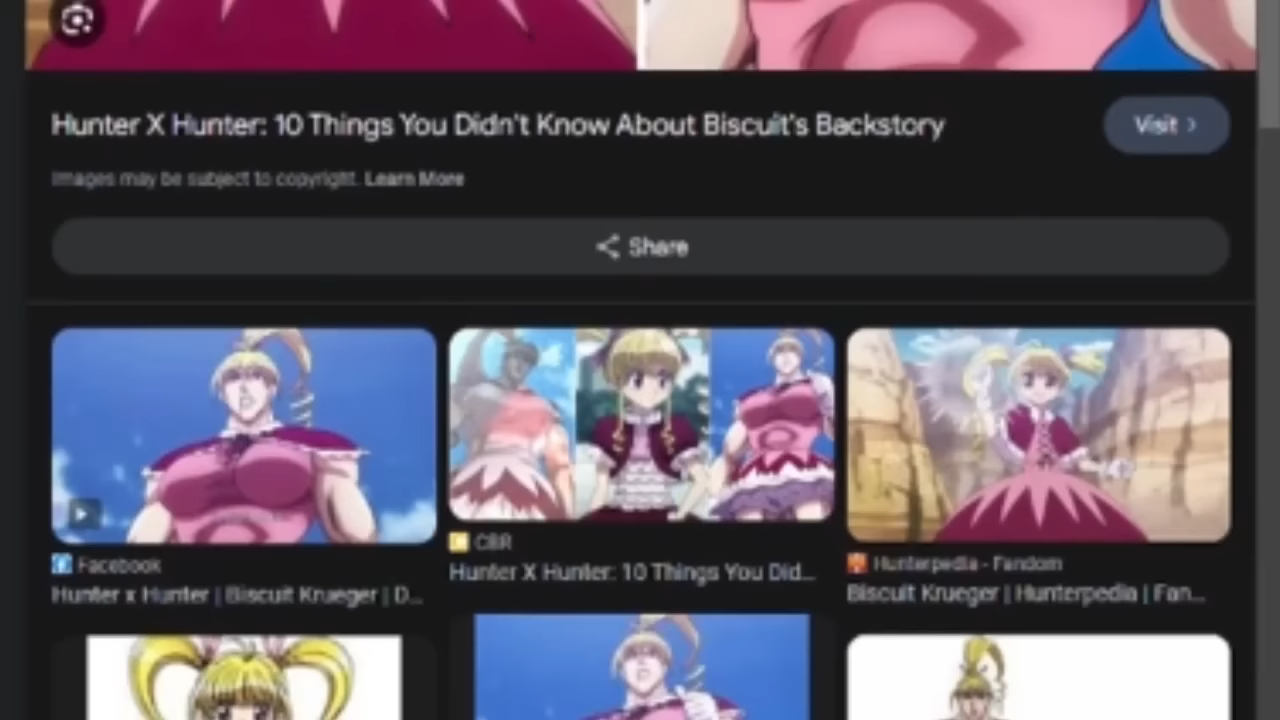 Hunter X Hunter: 10 Things You Didn't Know About Biscuit's Backstory
Visit
Images may be subject to copyright. Learn More
Share
Facebook
Hunter x Hunter | Biscuit Krueger | D...
CBR
Hunter X Hunter: 10 Things You Did...
Hunterpedia - Fandom
Biscuit Krueger | Hunterpedia | Fan...